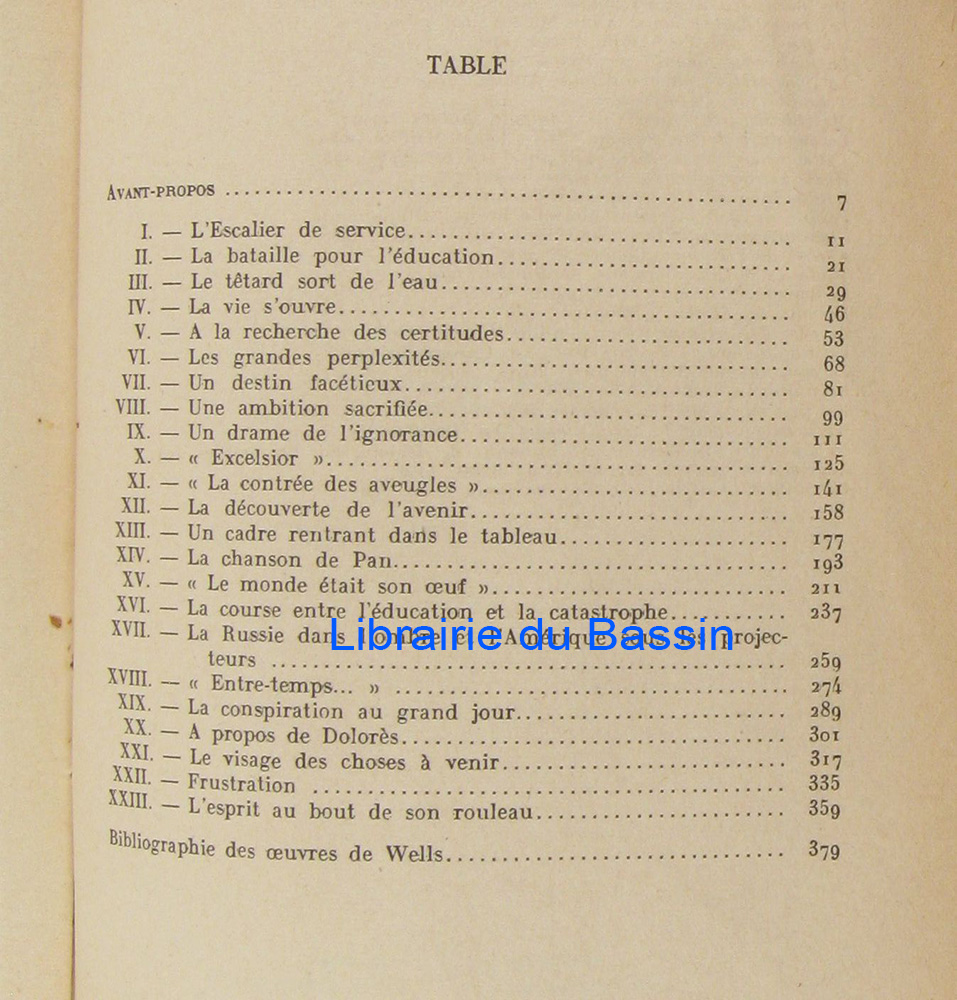 TABLE
AVANT-PROPOS ........ 7
I. — L'Escalier de service........ 11
II. — La bataille pour l'éducation........ 21
III. — Le têtard sort de l'eau........ 29
IV. — La vie s'ouvre........ 46
V. — A la recherche des certitudes........ 53
VI. — Les grandes perplexités........ 68
VII. — Un destin facétieux........ 81
VIII. — Une ambition sacrifiée........ 99
IX. — Un drame de l'ignorance........ 111
X. — « Excelsior »........ 125
XI. — « La contrée des aveugles »........ 141
XII. — La découverte de l'avenir........ 158
XIII. — Un cadre rentrant dans le tableau........ 177
XIV. — La chanson de Pan........ 193
XV. — « Le monde était son œuf »........ 211
XVI. — La course entre l'éducation et la catastrophe........ 237
XVII. — La Russie dans l'ombre et l'Amérique sous les projec-
Librairie du Bassin
teurs ........ 259
XVIII. — « Entre-temps... » ........ 274
XIX. — La conspiration au grand jour........ 289
XX. — A propos de Dolorès........ 301
XXI. — Le visage des choses à venir........ 317
XXII. — Frustration ........ 335
XXIII. — L'esprit au bout de son rouleau........ 359
Bibliographie des œuvres de Wells........ 379